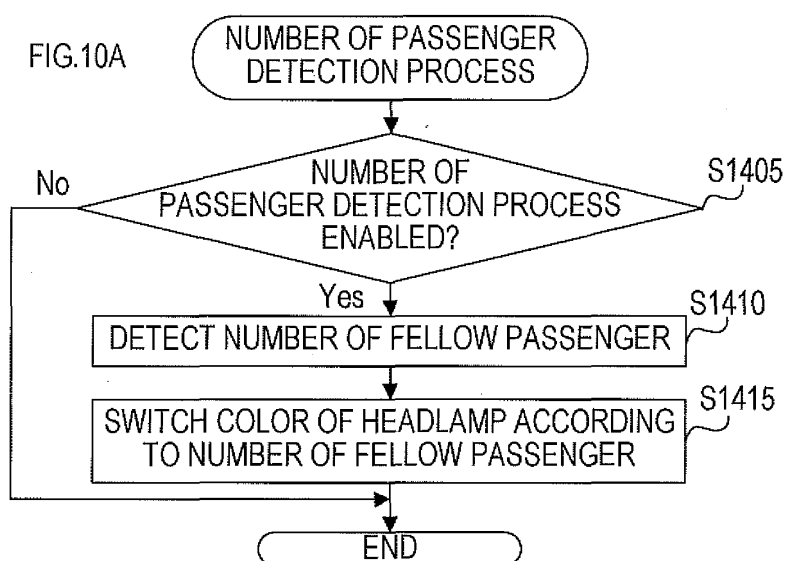 FIG.10A
NUMBER OF PASSENGER
DETECTION PROCESS
No
NUMBER OF
PASSENGER DETECTION PROCESS
ENABLED?
S1405
Yes
S1410
DETECT NUMBER OF FELLOW PASSENGER
S1415
SWITCH COLOR OF HEADLAMP ACCORDING
TO NUMBER OF FELLOW PASSENGER
END